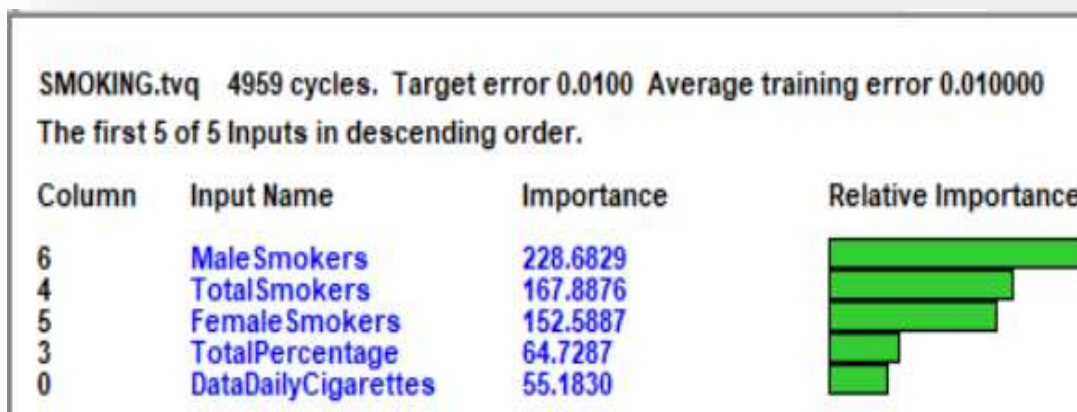 SMOKING.tvq 4959 cycles. Target error 0.0100 Average training error 0.010000
The first 5 of 5 Inputs in descending order.
Column Input Name Importance Relative Importance
6 MaleSmokers 228.6829
4 TotalSmokers 167.8876
5 FemaleSmokers 152.5887
3 TotalPercentage 64.7287
0 DataDailyCigarettes 55.1830